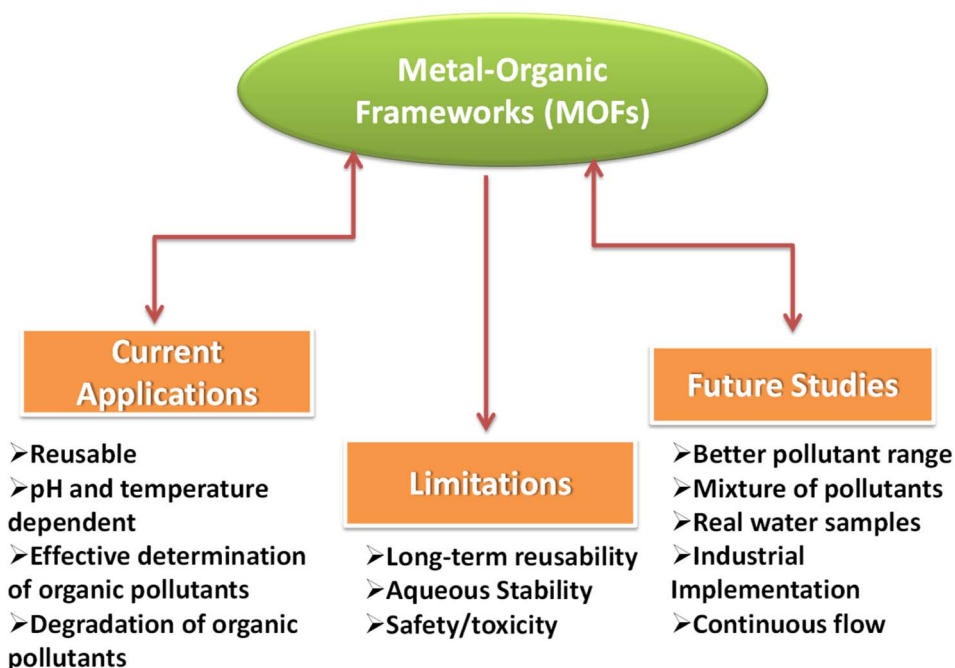 Metal-Organic
Frameworks (MOFs)
Current
Applications
➢Reusable
➢pH and temperature
dependent
➢Effective determination
of organic pollutants
➢Degradation of organic
pollutants
Limitations
➢Long-term reusability
➢Aqueous Stability
➢Safety/toxicity
Future Studies
➢Better pollutant range
➢Mixture of pollutants
➢Real water samples
➢Industrial
Implementation
➢Continuous flow